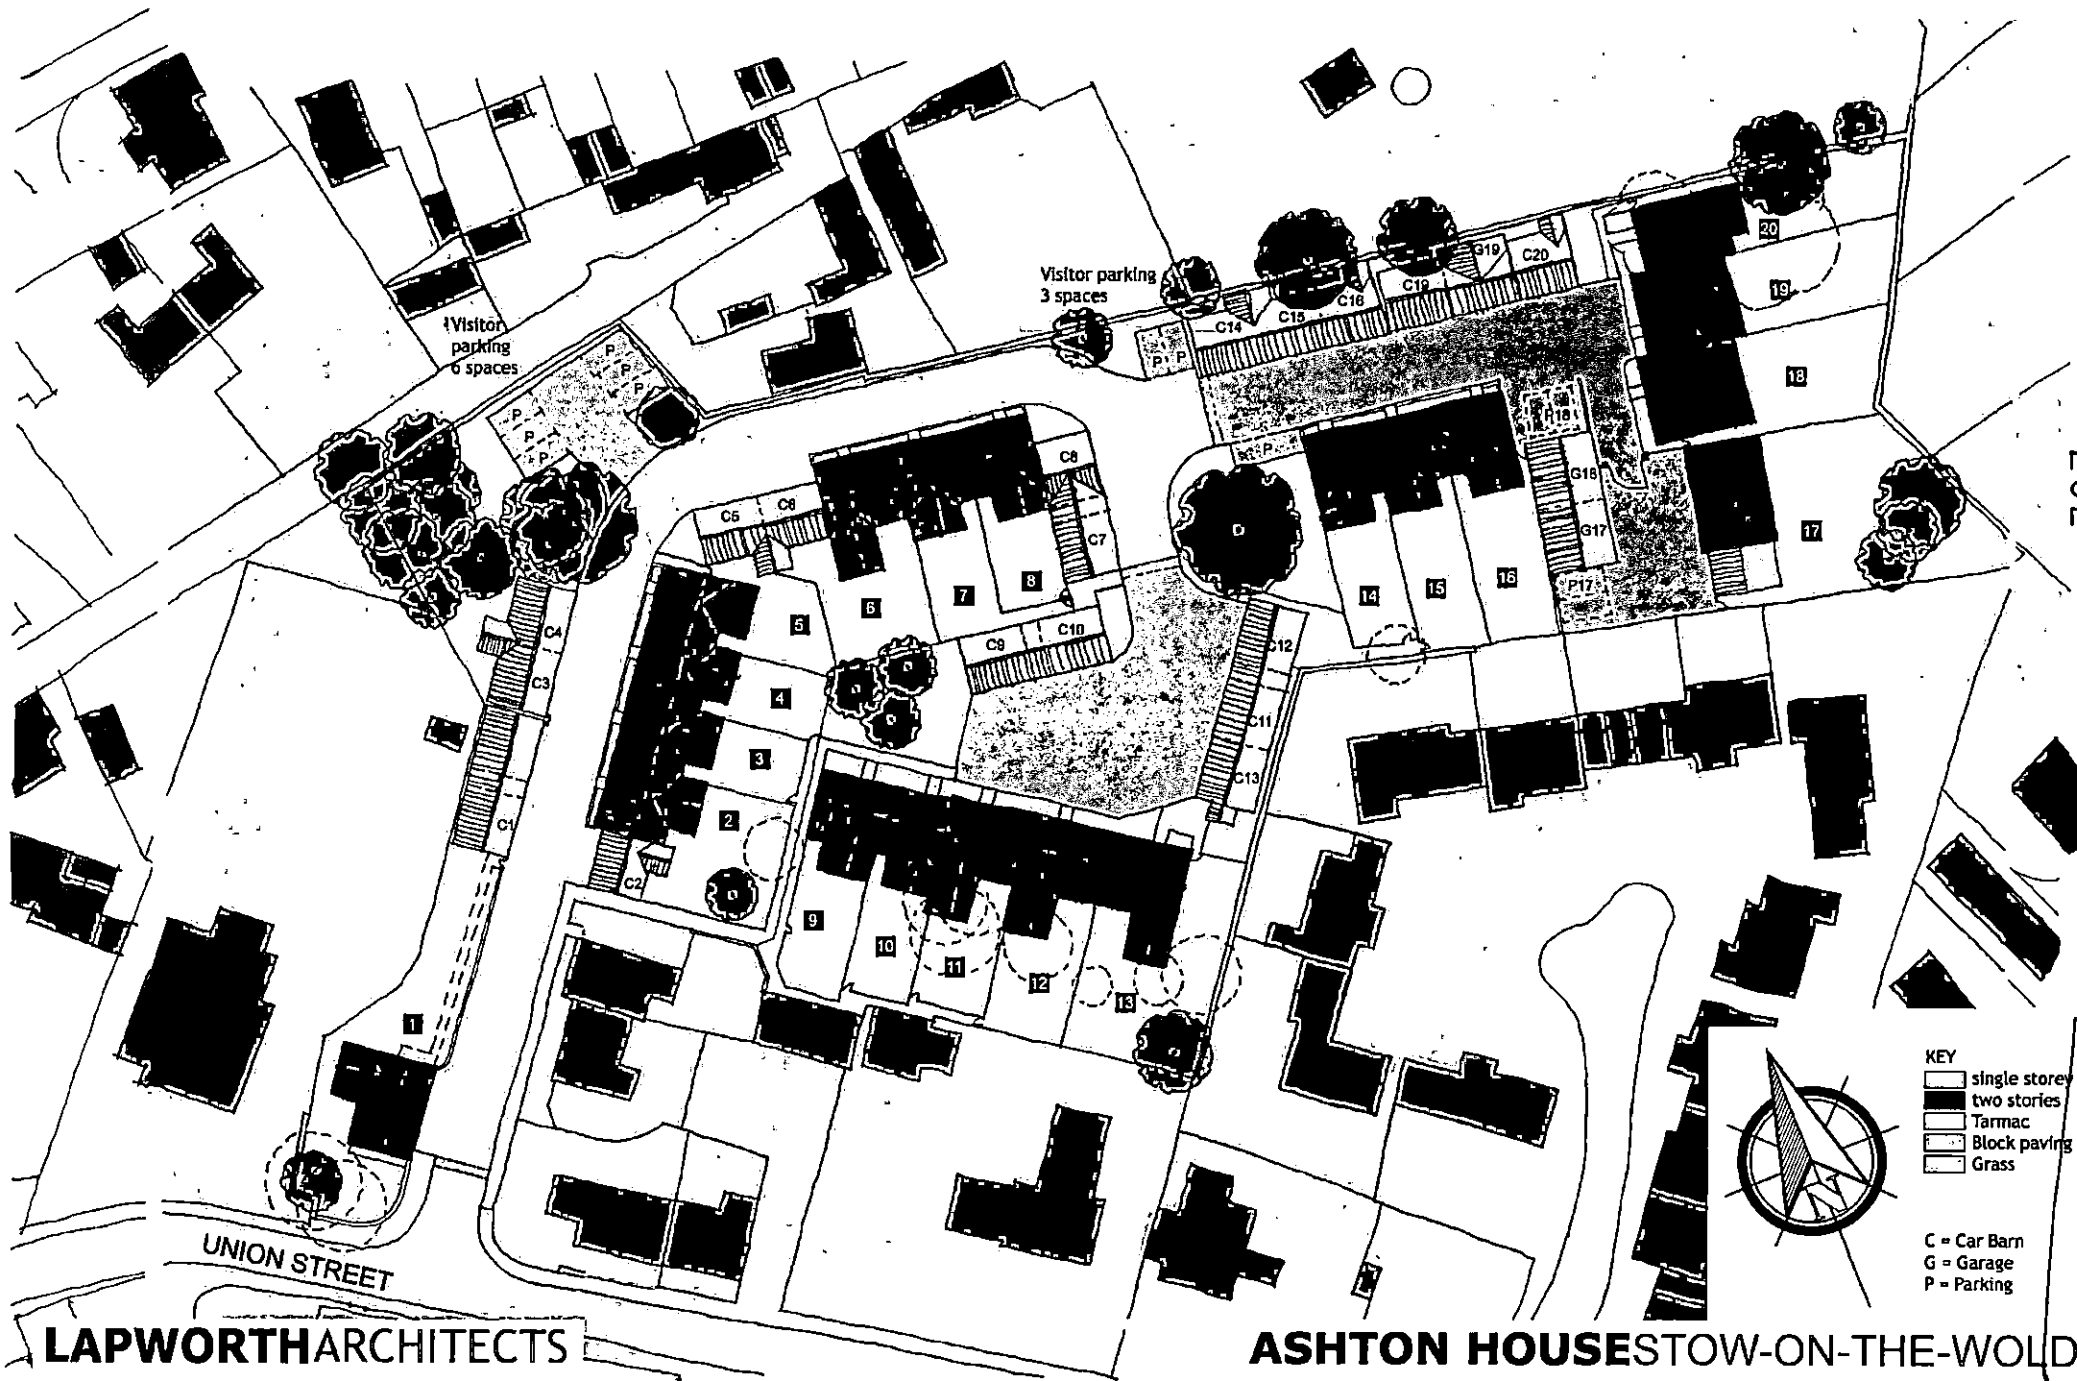 Visitor parking
3 spaces
Visitor
parking
6 spaces
P
P
P
P
P
P
P
P
P
C14
C15
C16
C19
G19
C20
20
19
18
P18
G18
G17
P17
17
14
15
16
C5
C6
C8
C7
5
6
7
8
C9
C10
C4
C3
C1
4
3
2
C2
C12
C11
C13
9
10
11
12
13
1
UNION STREET
KEY
single storey
two stories
Tarmac
Block paving
Grass
C = Car Barn
G = Garage
P = Parking
LAPWORTHARCHITECTS
ASHTON HOUSESTOW-ON-THE-WOLD